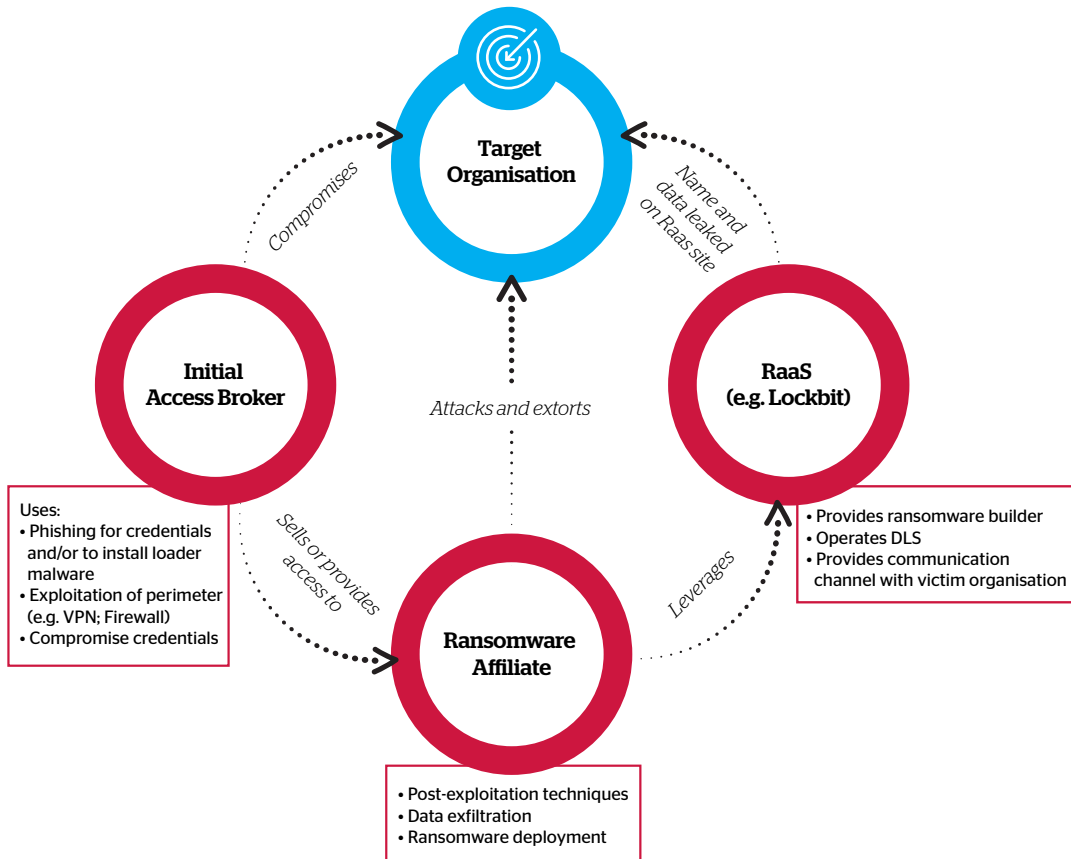 Target
Organisation
Compromises
Name and
data leaked
on Raas site
Initial
Access Broker
RaaS
(e.g. Lockbit)
Attacks and extorts
Uses:
• Phishing for credentials
and/or to install loader
malware
• Exploitation of perimeter
(e.g. VPN; Firewall)
• Compromise credentials
Sells or provides
access to
Leverages
• Provides ransomware builder
• Operates DLS
• Provides communication
channel with victim organisation
Ransomware
Affiliate
• Post-exploitation techniques
• Data exfiltration
• Ransomware deployment